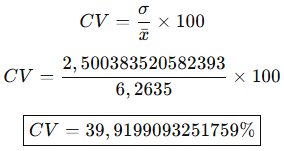 CV = σ / x̄ × 100
CV = 2,500383520582393 / 6,2635 × 100
CV = 39,9199093251759%